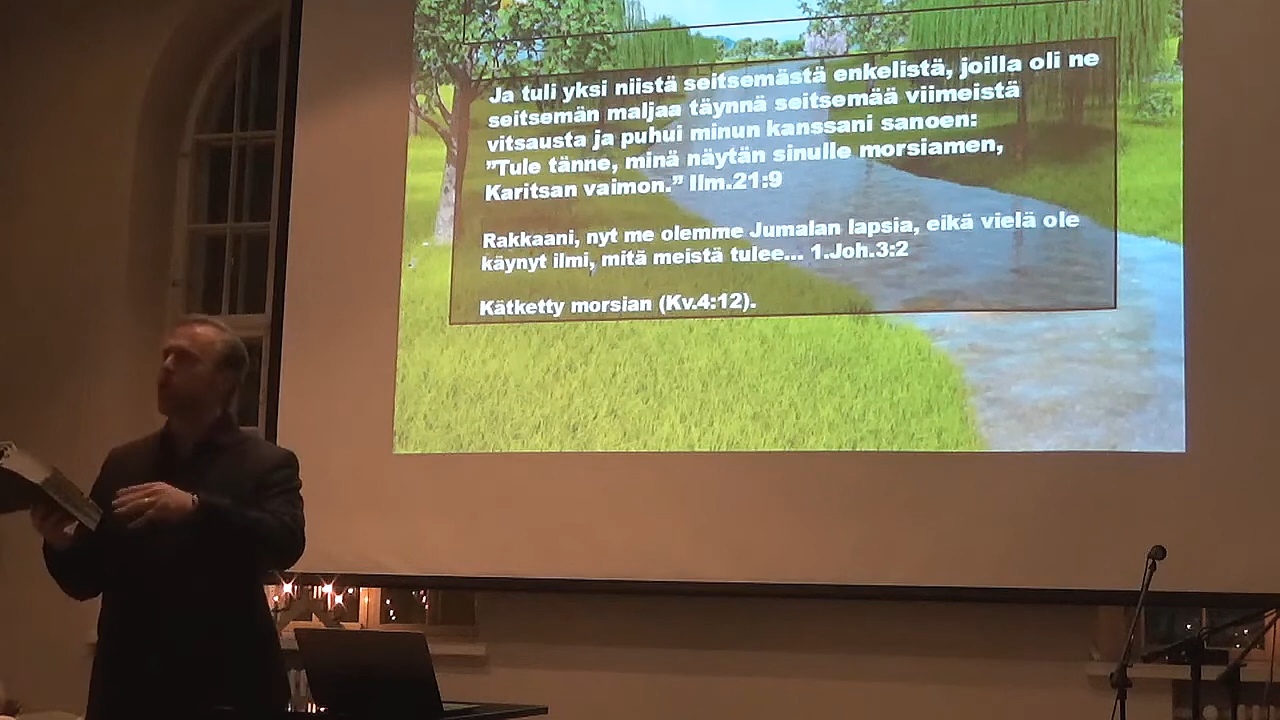 Ja tuli yksi niistä seitsemästä enkelistä, joilla oli ne
seitsemän maljaa täynnä seitsemää viimeistä
vitsausta ja puhui minun kanssani sanoen:
”Tule tänne, minä näytän sinulle morsiamen,
Karitsan vaimon.” Ilm.21:9
Rakkaani, nyt me olemme Jumalan lapsia, eikä vielä ole
käynyt ilmi, mitä meistä tulee... 1.Joh.3:2
Kätketty morsian (Kv.4:12).